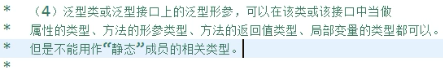 * （4）泛型类或泛型接口上的泛型形参，可以在该类或该接口中当做
* 属性的类型、方法的形参类型、方法的返回值类型、局部变量的类型都可以。
* 但是不能用作“静态”成员的相关类型。
*